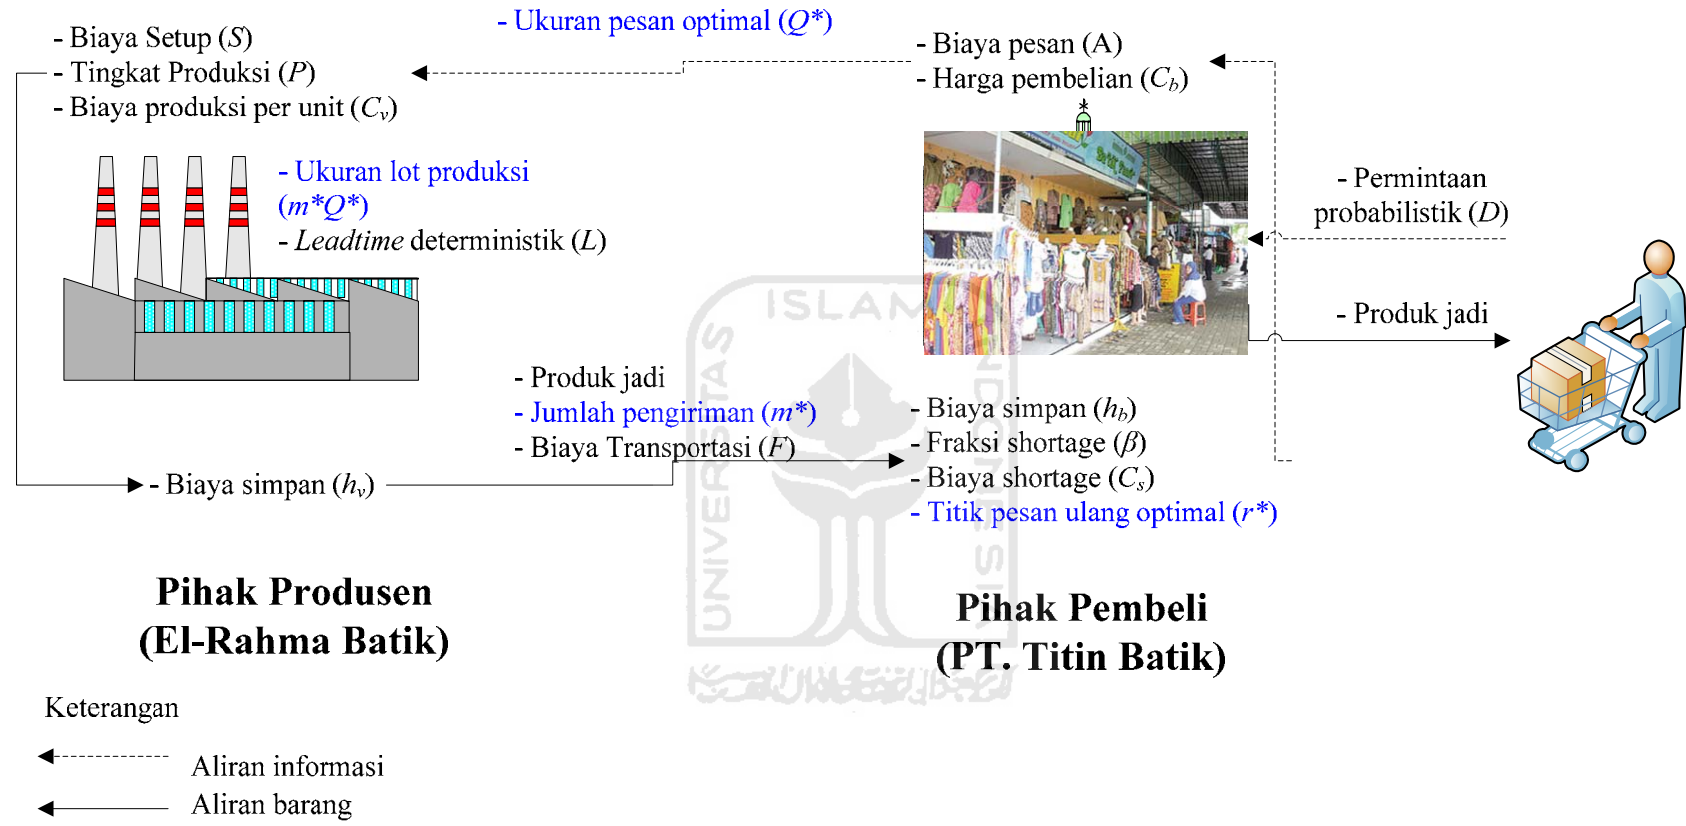 - Ukuran pesan optimal (Q*)
- Biaya Setup (S)
- Tingkat Produksi (P)
- Biaya produksi per unit (Cv)
- Biaya pesan (A)
- Harga pembelian (Cb)
- Ukuran lot produksi
(m*Q*)
- Leadtime deterministik (L)
- Permintaan
probabilistik (D)
- Produk jadi
- Produk jadi
- Jumlah pengiriman (m*)
- Biaya Transportasi (F)
- Biaya simpan (hv)
- Biaya simpan (hb)
- Fraksi shortage (β)
- Biaya shortage (Cs)
- Titik pesan ulang optimal (r*)
Pihak Produsen
(El-Rahma Batik)
Pihak Pembeli
(PT. Titin Batik)
Keterangan
Aliran informasi
Aliran barang
UNIVERSITAS
ISLAM
INDONESIA